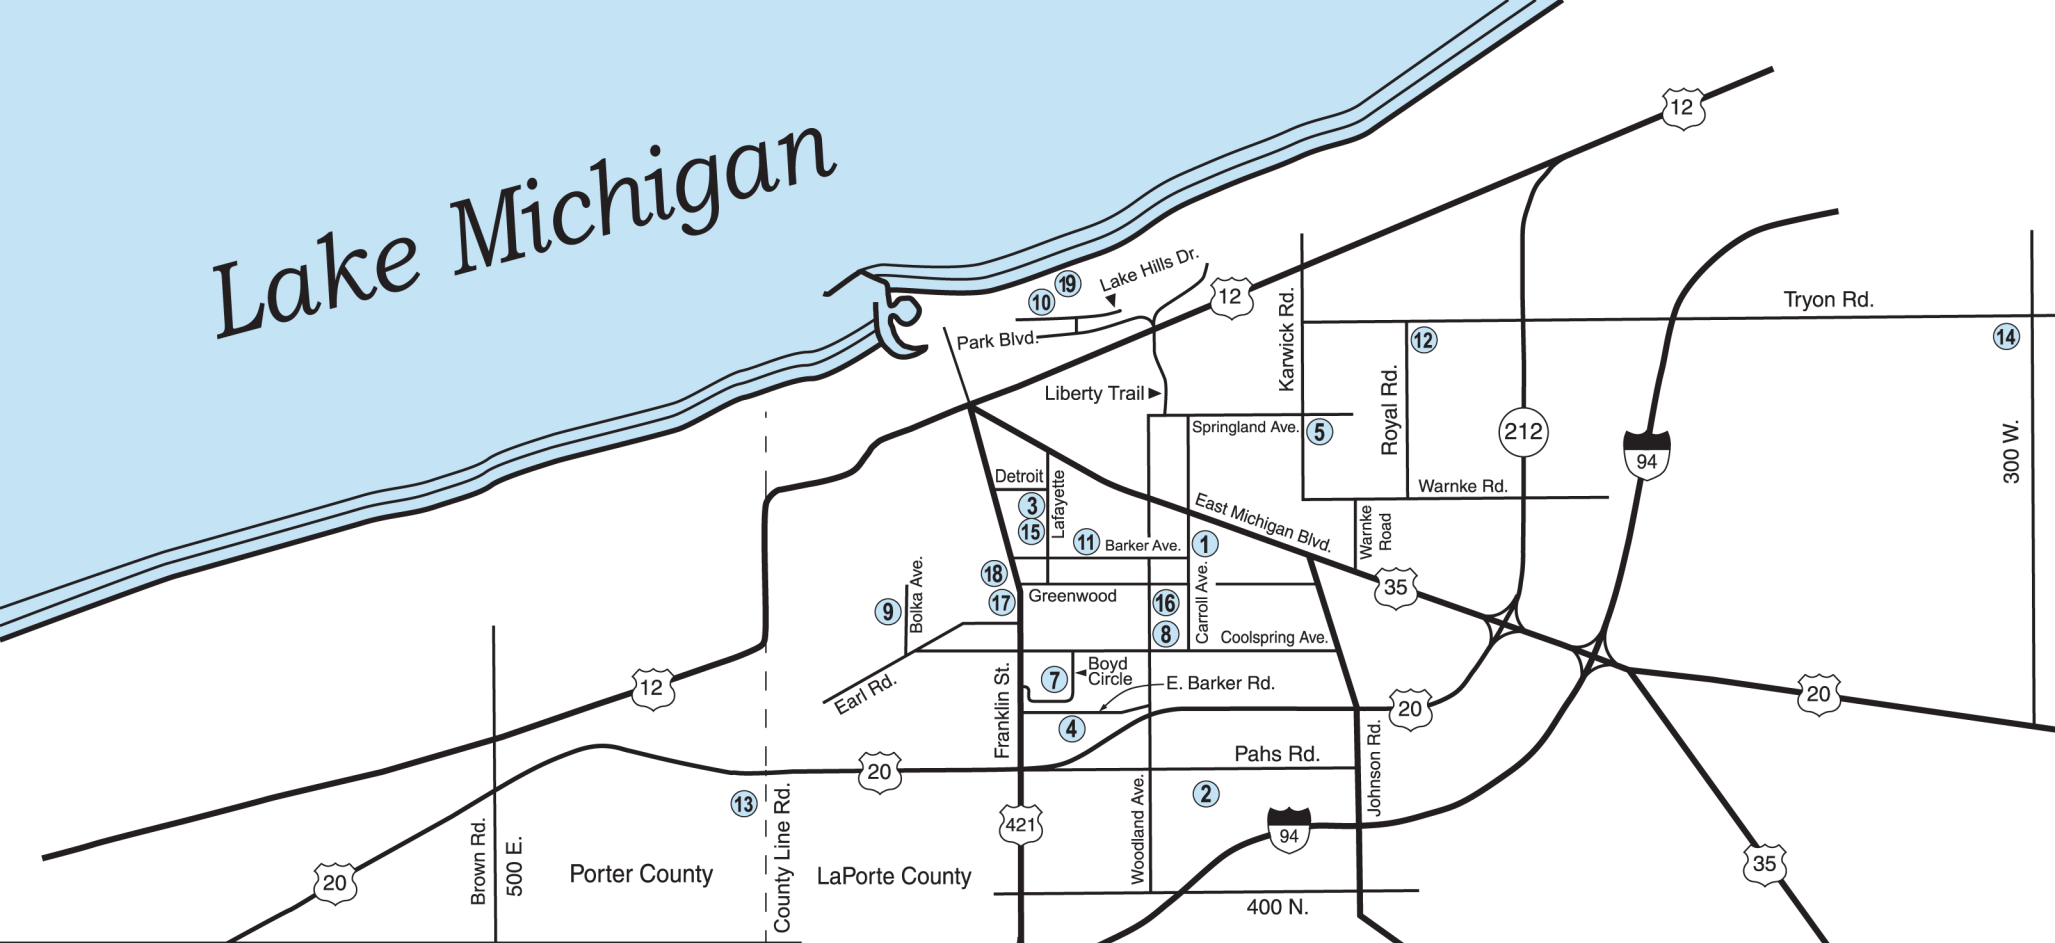 Lake Michigan
12
Tryon Rd.
19
10
Lake Hills Dr.
12
Park Blvd.
Karwick Rd.
12
14
Liberty Trail
Royal Rd.
Springland Ave.
5
212
94
300 W.
Detroit
Lafayette
3
15
Warnke Rd.
East Michigan Blvd.
Warnke
Road
11
Barker Ave.
1
18
35
Bolka Ave.
9
17
Greenwood
16
Carroll Ave.
8
Coolspring Ave.
Earl Rd.
Franklin St.
7
Boyd
Circle
E. Barker Rd.
12
4
20
20
20
Pahs Rd.
Johnson Rd.
13
County Line Rd.
421
Woodland Ave.
2
94
35
20
Brown Rd.
500 E.
Porter County
LaPorte County
400 N.